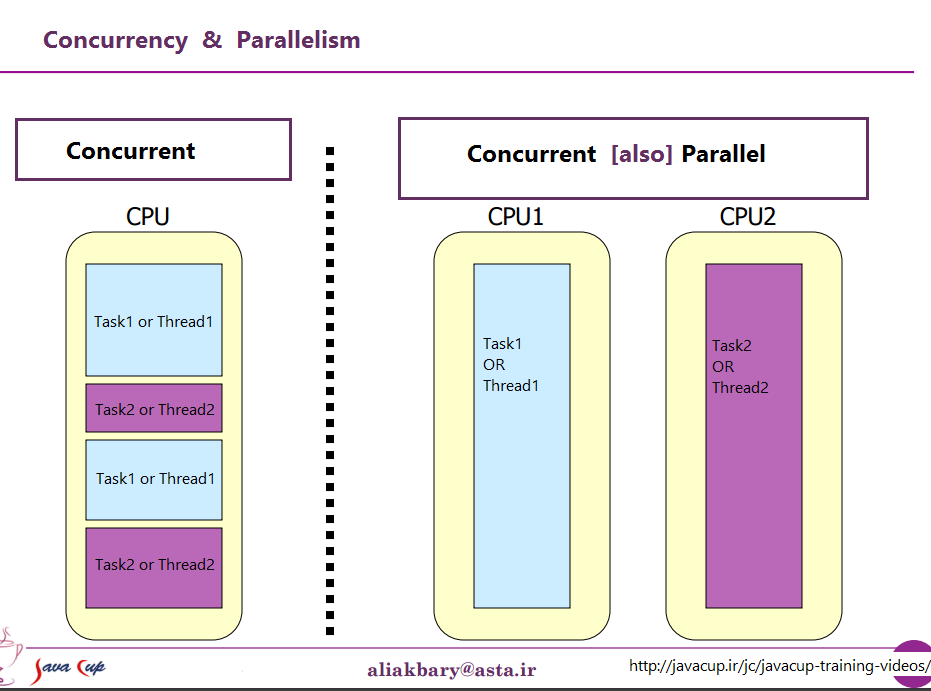 Concurrency & Parallelism
Concurrent
CPU
Task1 or Thread1
Task2 or Thread2
Task1 or Thread1
Task2 or Thread2
Concurrent [also] Parallel
CPU1
Task1
OR
Thread1
CPU2
Task2
OR
Thread2
Java Cup
aliakbary@asta.ir
http://javacup.ir/jc/javacup-training-videos/